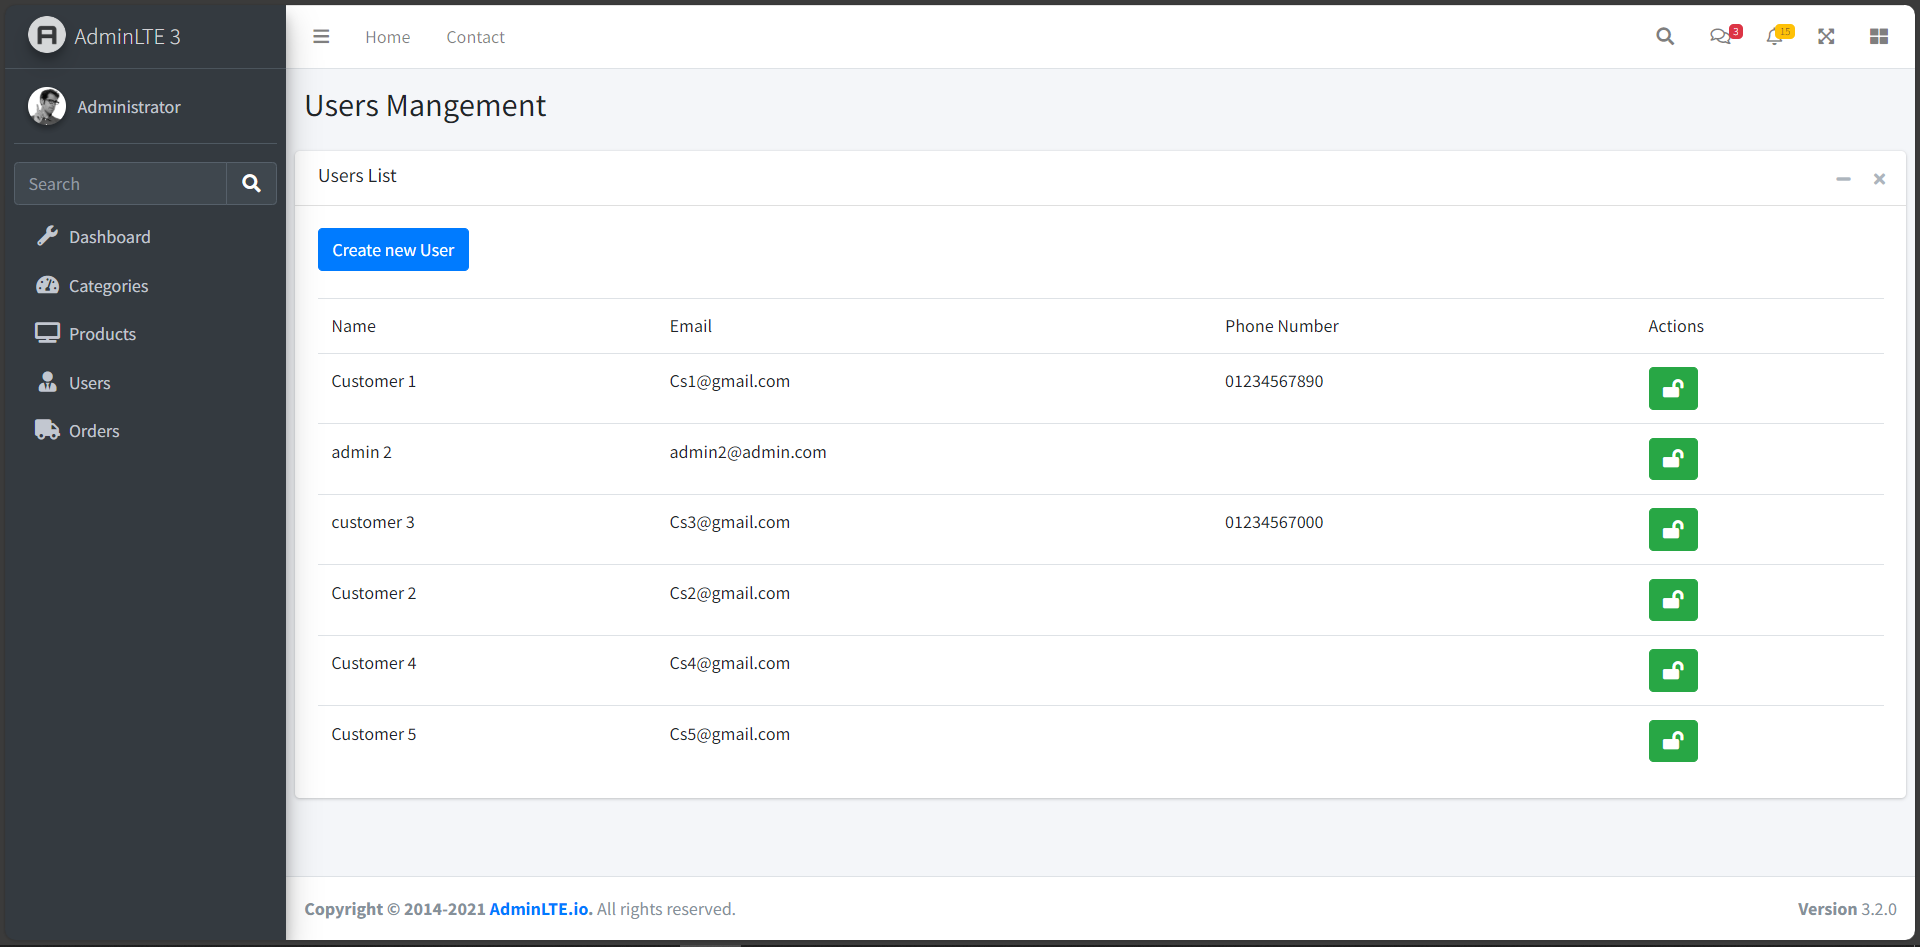 AdminLTE 3
Home
Contact
3
15
Administrator
Search
Dashboard
Categories
Products
Users
Orders
Users Mangement
Users List
Create new User
Name Email Phone Number Actions
Customer 1 Cs1@gmail.com 01234567890
admin 2 admin2@admin.com
customer 3 Cs3@gmail.com 01234567000
Customer 2 Cs2@gmail.com
Customer 4 Cs4@gmail.com
Customer 5 Cs5@gmail.com
Copyright © 2014-2021 AdminLTE.io. All rights reserved.
Version 3.2.0